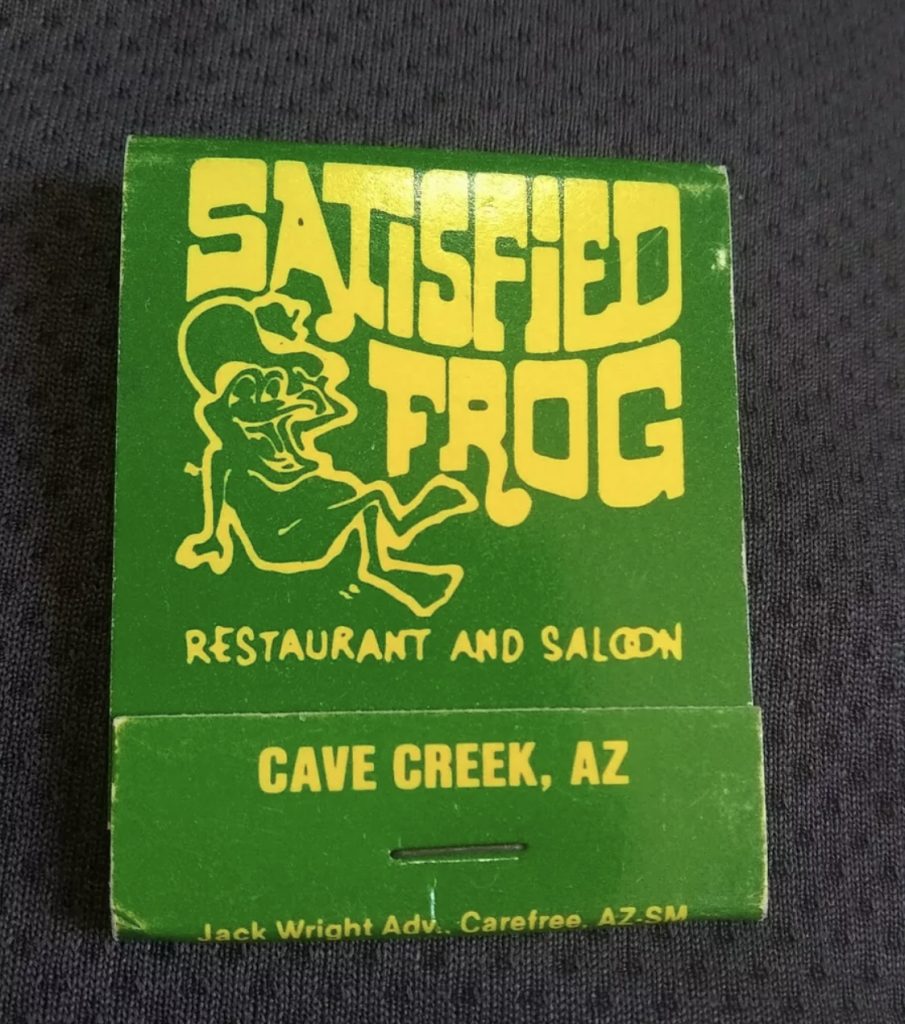 SATiSFiED
FROG
RESTAURANT AND SALOON
CAVE CREEK, AZ
Jack Wright Adv., Carefree, AZ-SM